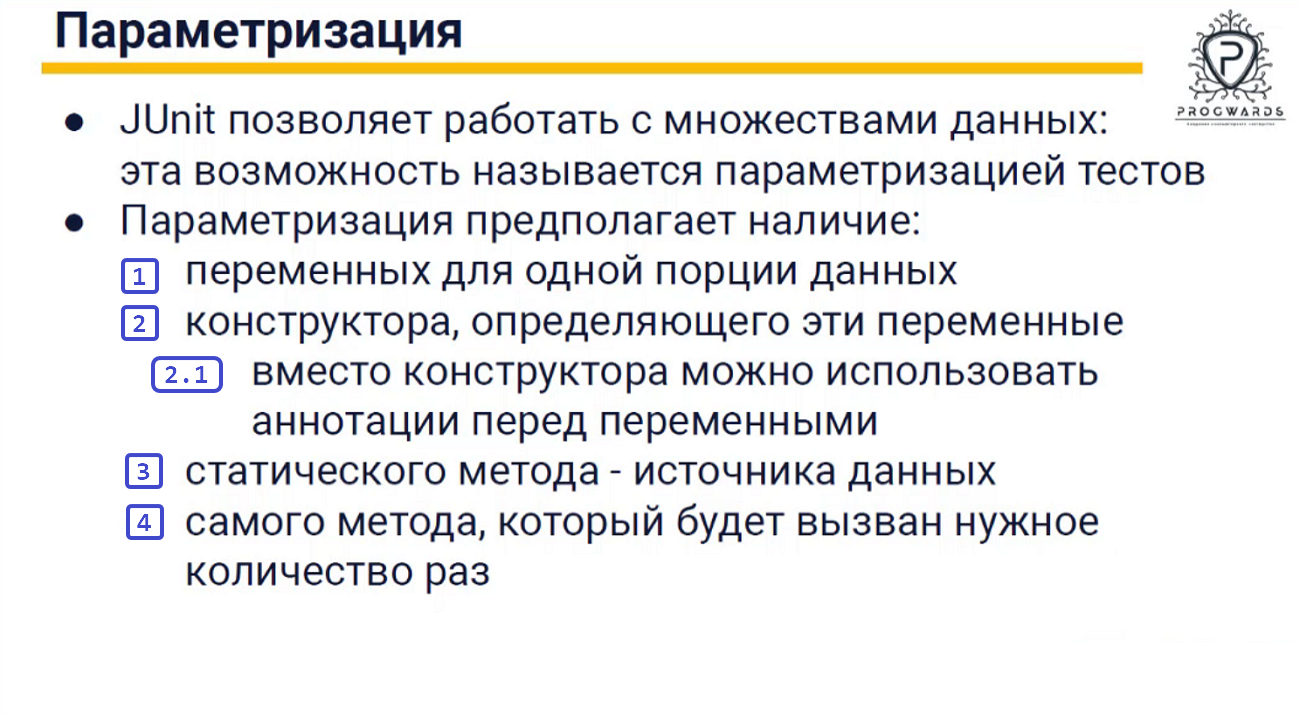 Параметризация
PROGWARDS
● JUnit позволяет работать с множествами данных:
эта возможность называется параметризацией тестов
● Параметризация предполагает наличие:
1 переменных для одной порции данных
2 конструктора, определяющего эти переменные
2.1 вместо конструктора можно использовать
аннотации перед переменными
3 статического метода - источника данных
4 самого метода, который будет вызван нужное
количество раз